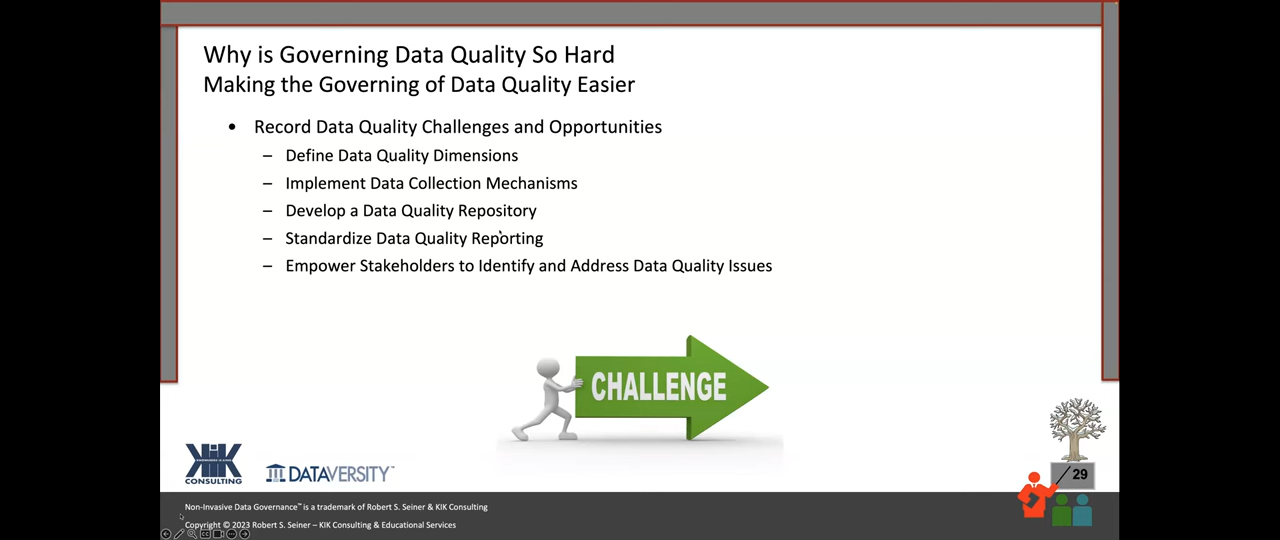 Why is Governing Data Quality So Hard
Making the Governing of Data Quality Easier
• Record Data Quality Challenges and Opportunities
– Define Data Quality Dimensions
– Implement Data Collection Mechanisms
– Develop a Data Quality Repository
– Standardize Data Quality Reporting
– Empower Stakeholders to Identify and Address Data Quality Issues
CHALLENGE
KIK
CONSULTING
DATAVERSITY™
29
Non-Invasive Data Governance™ is a trademark of Robert S. Seiner & KIK Consulting
Copyright © 2023 Robert S. Seiner – KIK Consulting & Educational Services